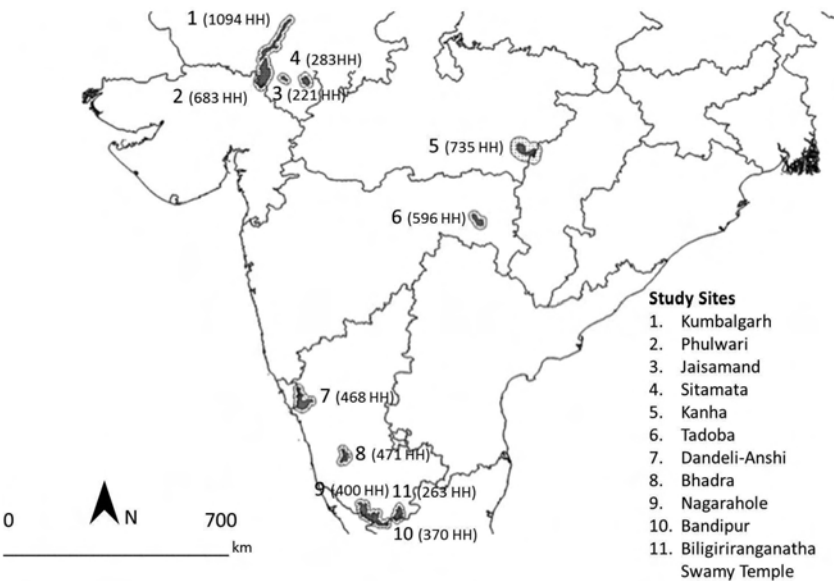 1 (1094 HH)
4 (283HH)
2 (683 HH)
3 (221HH)
5 (735 HH)
6 (596 HH)
7 (468 HH)
8 (471 HH)
9 (400 HH)
11 (263 HH)
10 (370 HH)
0
N
700
km
Study Sites
1. Kumbalgarh
2. Phulwari
3. Jaisamand
4. Sitamata
5. Kanha
6. Tadoba
7. Dandeli-Anshi
8. Bhadra
9. Nagarahole
10. Bandipur
11. Biligiriranganatha
Swamy Temple